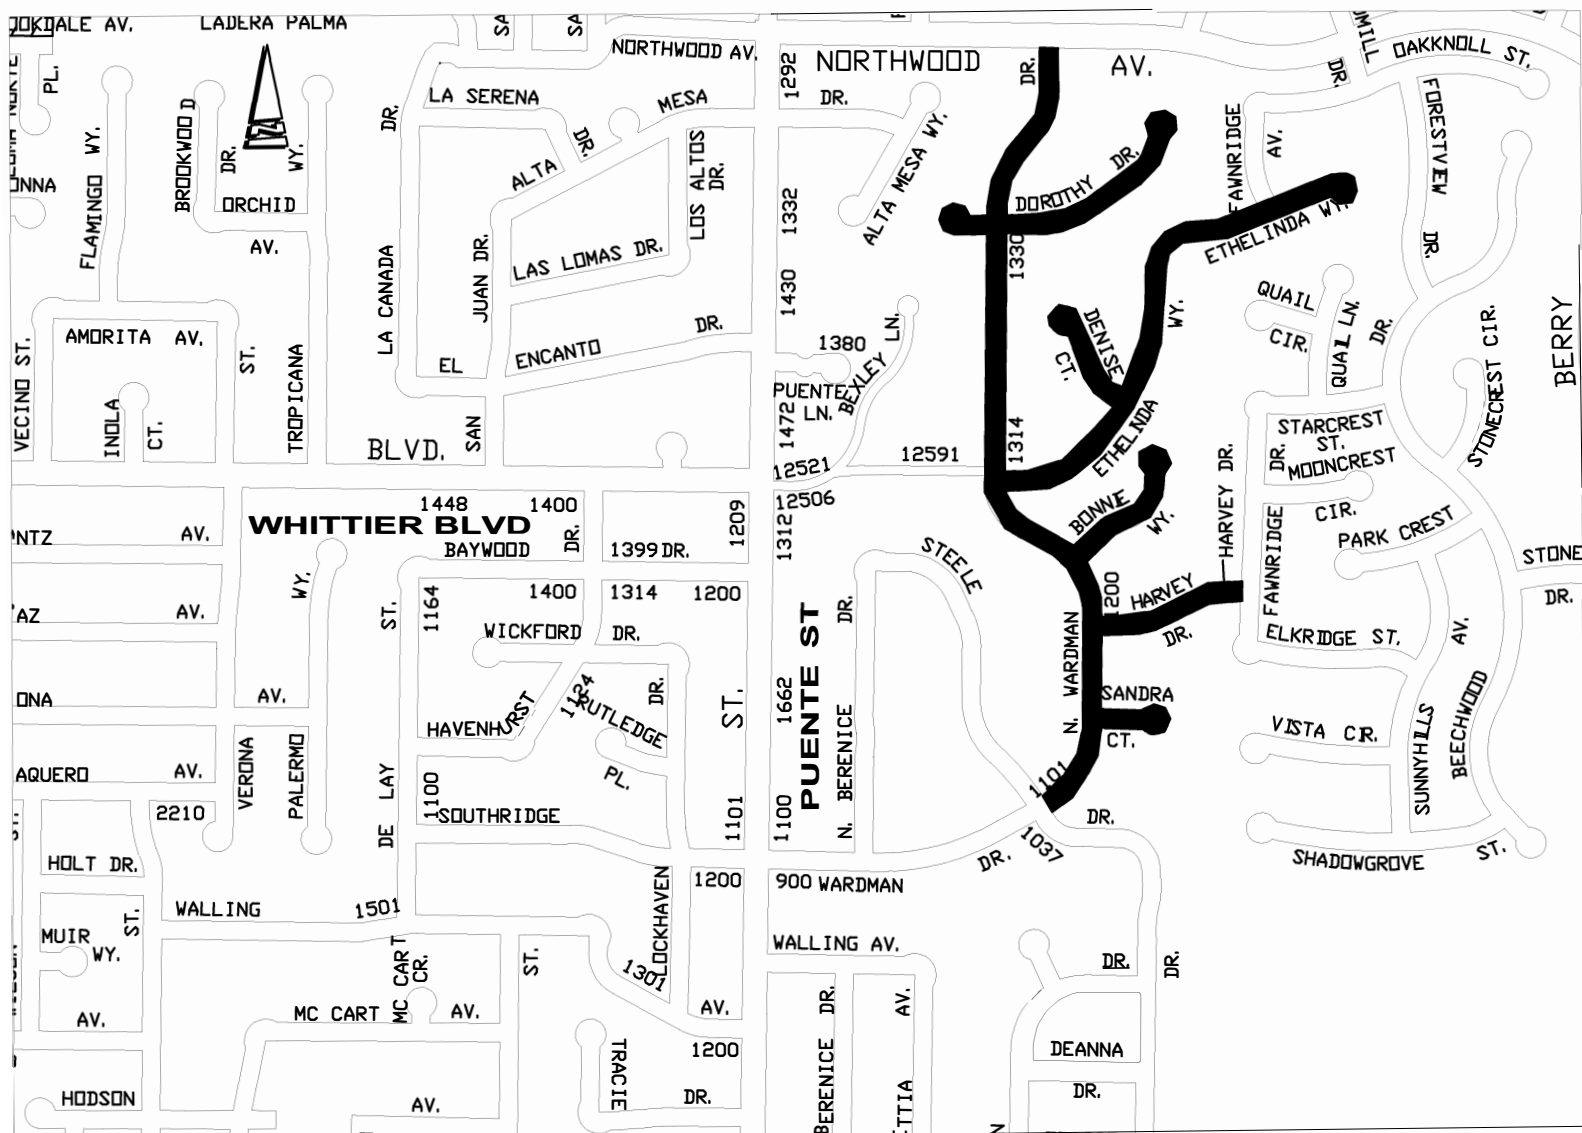 LADERA PALMA
NORTHWOOD AV.
NORTHWOOD AV.
OAKKNOLL ST.
DR.
DR.
PL.
1292
LA SERENA
DR.
MESA
DR.
DR.
ALTA
ALTA MESA WY.
FLAMINGO WY.
BROOKWOOD
DR.
WY.
ORCHID
AV.
LOS ALTOS
DR.
1332
DOROTHY DR.
FAWNRIDGE
AV.
FORESTVIEW
DR.
ETHELINDA WY.
LA CANADA
JUAN DR.
LAS LOMAS DR.
1430
1330
QUAIL
CIR.
QUAIL LN.
DR.
STONECREST CIR.
BERRY
AMORITA AV.
VECINO ST.
INOLA
CT.
ST.
TROPICANA
EL
ENCANTO
DR.
SAN
BLVD.
1380
PUENTE
LN.
BEXLEY LN.
1472
DENISE
CT.
WY.
ETHELINDA
1314
12521
12591
12506
STARCREST
ST.
MOONCREST
CIR.
DR.
HARVEY DR.
PARK CREST
STONE
DR.
1448
1400
WHITTIER BLVD
BAYWOOD
DR.
1399 DR.
1209
1312
BONNIE
WY.
AV.
AV.
WY.
ST.
1164
1400
1314
1200
WICKFORD DR.
STEELE
DR.
PUENTE ST
1200
HARVEY
DR.
FAWNRIDGE
ELKRIDGE ST.
AV.
BEECHWOOD
ONA
AV.
HAVENHURST
1124
RUTLEDGE
PL.
DR.
ST.
1662
N. BERENICE
N. WARDMAN
SANDRA
CT.
VISTA CIR.
SUNNYHILLS
AQUERO
AV.
VERONA
PALERMO
DE LAY
1100
SOUTHRIDGE
1101
1100
1101
DR.
1037
DR.
SHADOWGROVE ST.
2210
HOLT DR.
WALLING
1501
LOCKHAVEN
1200
900 WARDMAN
MUIR
WY.
ST.
MC CART
CR.
ST.
1301
WALLING AV.
DR.
DR.
AV.
MC CART
AV.
AV.
DR.
AV.
1200
TRACIE
BERENICE
DEANNA
DR.
HODSON
AV.
DR.